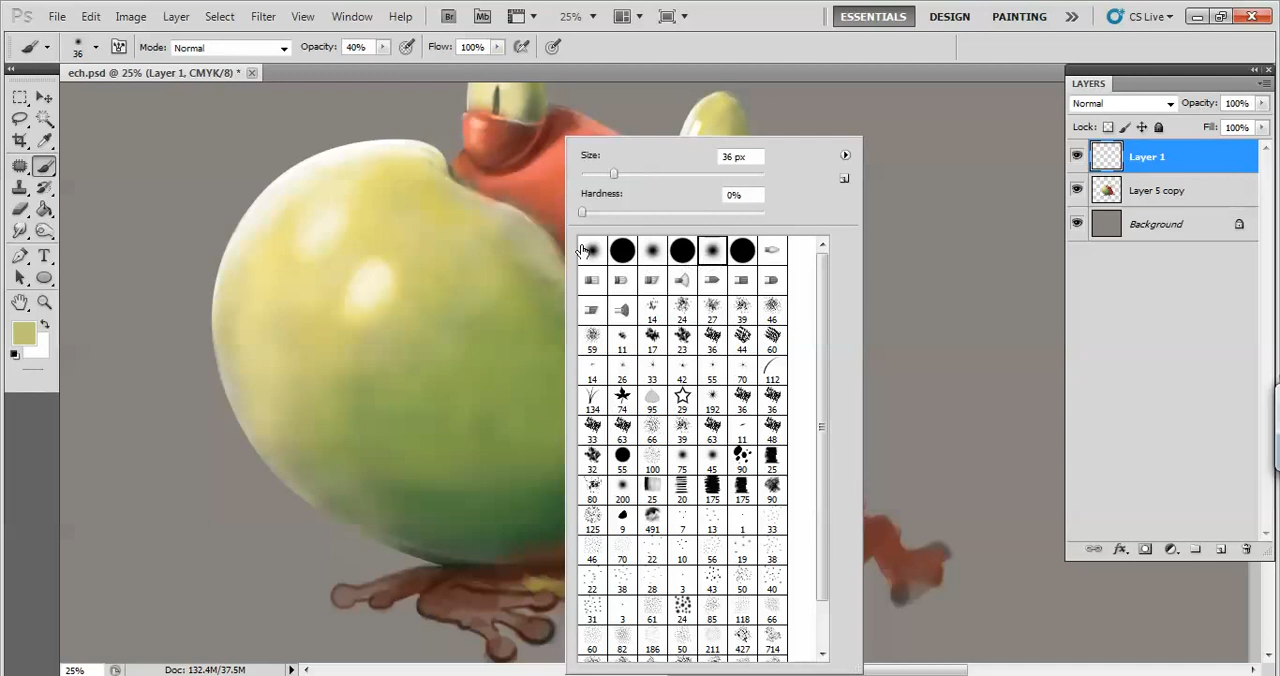 Ps File Edit Image Layer Select Filter View Window Help Br Mb 25% ESSENTIALS DESIGN PAINTING CS Live
36 Mode: Normal Opacity: 40% Flow: 100%
ech.psd @ 25% (Layer 1, CMYK/8) *
LAYERS
Normal Opacity: 100%
Lock: Fill: 100%
Layer 1
Layer 5 copy
Background
Size: 36 px
Hardness: 0%
14 24 27 39 46
59 11 17 23 36 44 60
14 26 33 42 55 70 112
134 74 95 29 192 36 36
33 63 66 39 63 11 48
32 55 100 75 45 90 25
80 200 25 20 175 175 90
125 9 491 7 13 1 33
46 70 22 10 56 19 38
22 38 28 3 43 50 40
31 3 61 24 85 118 66
60 82 186 50 211 427 714
T
fx
25% Doc: 132.4M/37.5M